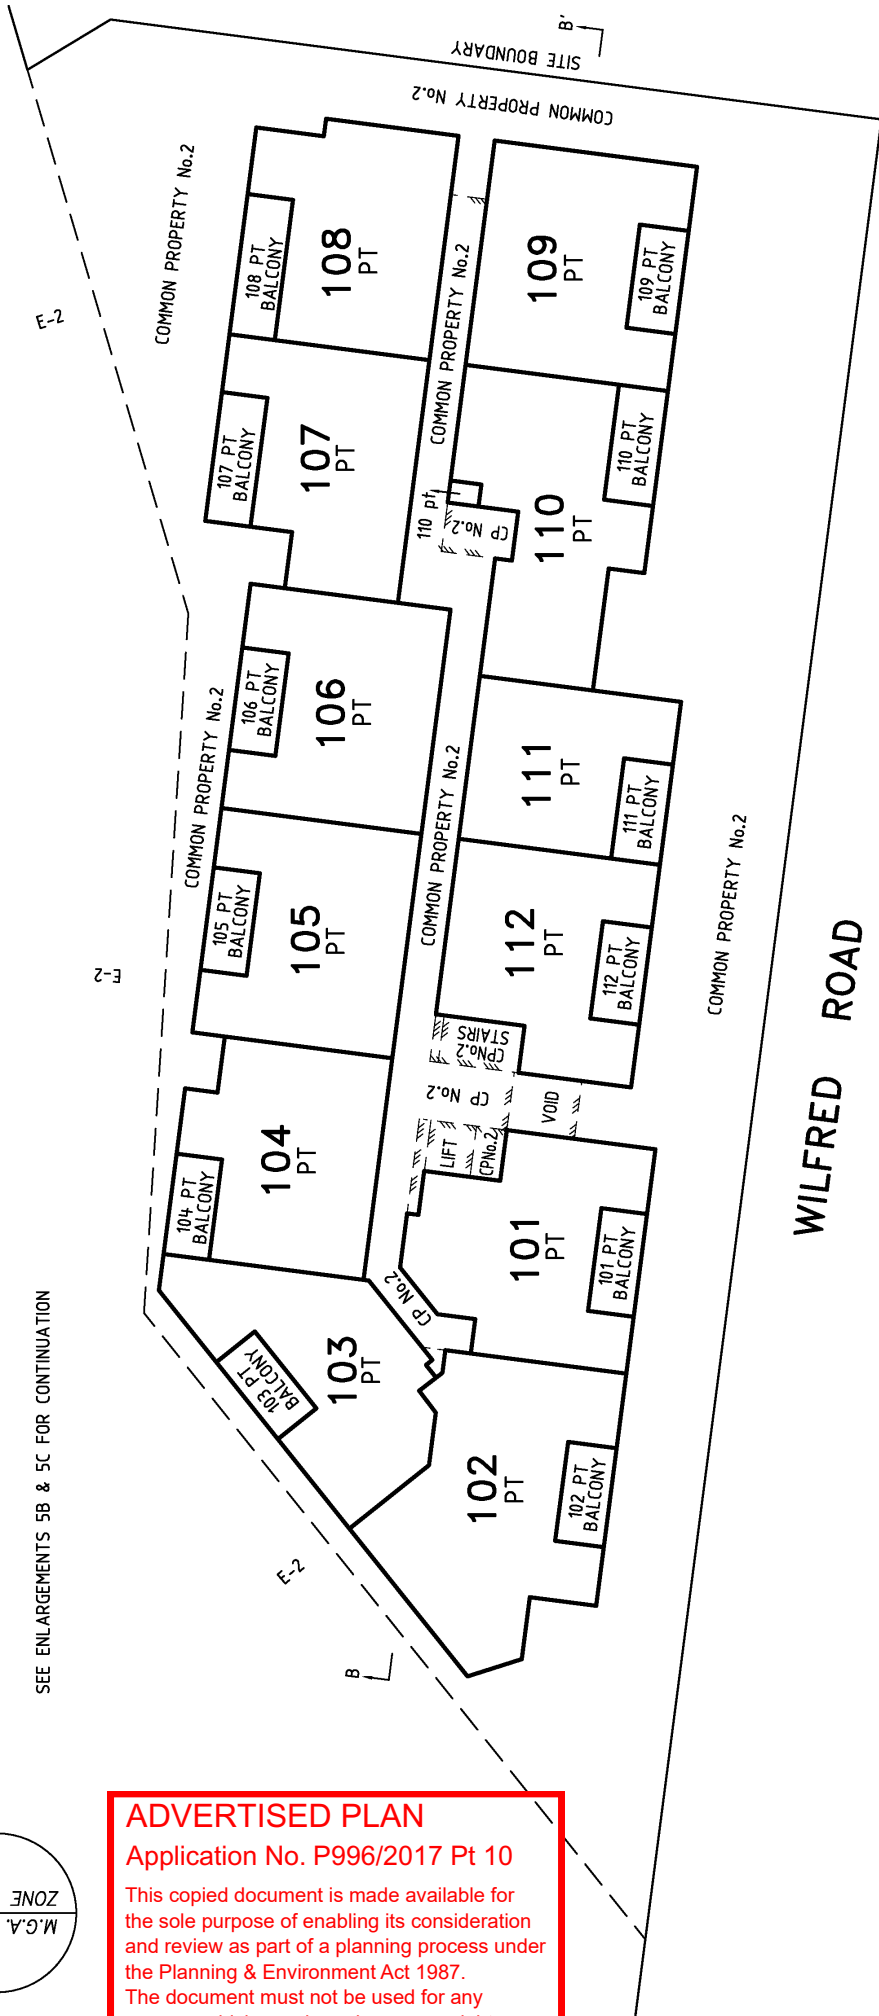 B'
SITE BOUNDARY
COMMON PROPERTY No.2
COMMON PROPERTY No.2
E-2
108 PT
BALCONY
108
PT
COMMON PROPERTY No.2
109
PT
109 PT
BALCONY
107 PT
BALCONY
107
PT
110 pt
CP No.2
110
PT
110 PT
BALCONY
COMMON PROPERTY No.2
106 PT
BALCONY
106
PT
COMMON PROPERTY No.2
111
PT
111 PT
BALCONY
COMMON PROPERTY No.2
E-2
105 PT
BALCONY
105
PT
112
PT
112 PT
BALCONY
WILFRED ROAD
STAIRS
CPNo.2
CP No.2
VOID
LIFT
CPNo.2
104 PT
BALCONY
104
PT
101
PT
101 PT
BALCONY
CP No.2
103 PT
BALCONY
103
PT
102
PT
102 PT
BALCONY
SEE ENLARGEMENTS 5B & 5C FOR CONTINUATION
E-2
B
M.G.A.
ZONE
ADVERTISED PLAN
Application No. P996/2017 Pt 10
This copied document is made available for
the sole purpose of enabling its consideration
and review as part of a planning process under
the Planning & Environment Act 1987.
The document must not be used for any